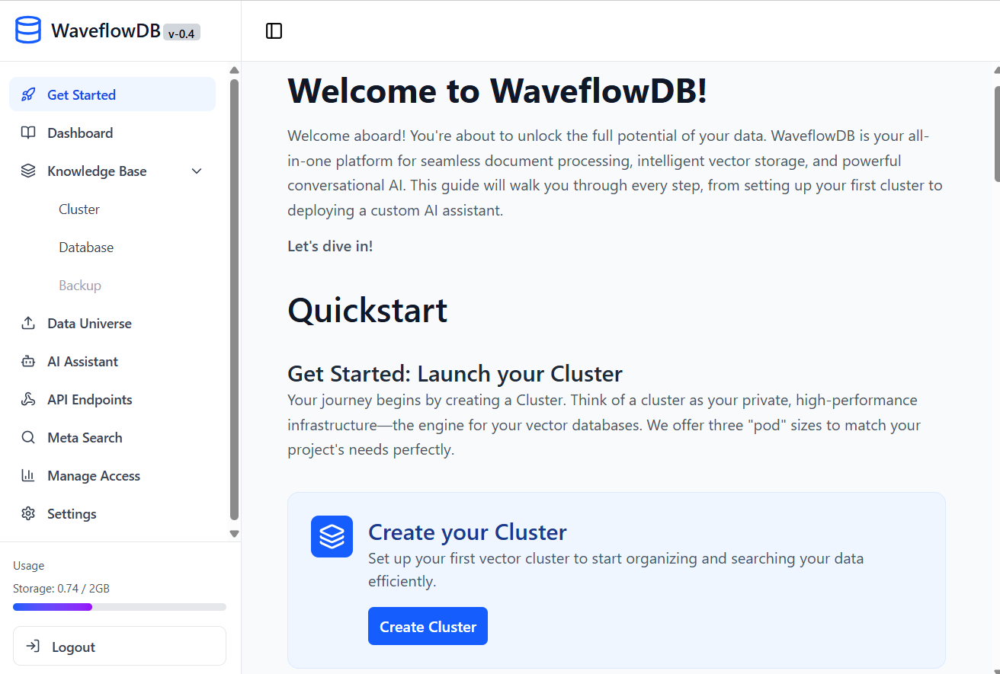 WaveflowDB v-0.4
Get Started
Dashboard
Knowledge Base
Cluster
Database
Backup
Data Universe
AI Assistant
API Endpoints
Meta Search
Manage Access
Settings
Usage
Storage: 0.74 / 2GB
Logout
Welcome to WaveflowDB!
Welcome aboard! You're about to unlock the full potential of your data. WaveflowDB is your all-
in-one platform for seamless document processing, intelligent vector storage, and powerful
conversational AI. This guide will walk you through every step, from setting up your first cluster to
deploying a custom AI assistant.
Let's dive in!
Quickstart
Get Started: Launch your Cluster
Your journey begins by creating a Cluster. Think of a cluster as your private, high-performance
infrastructure—the engine for your vector databases. We offer three "pod" sizes to match your
project's needs perfectly.
Create your Cluster
Set up your first vector cluster to start organizing and searching your data
efficiently.
Create Cluster